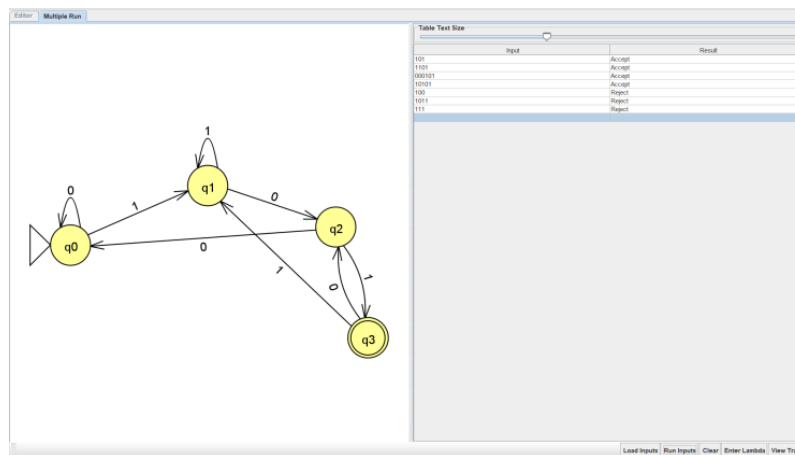 Editor Multiple Run
Table Text Size
Input Result
101 Accept
1101 Accept
000101 Accept
10101 Accept
100 Reject
1011 Reject
111 Reject
1
0
q1
1
0
q2
q0
0
1
1
0
q3
Load Inputs Run Inputs Clear Enter Lambda View Tra